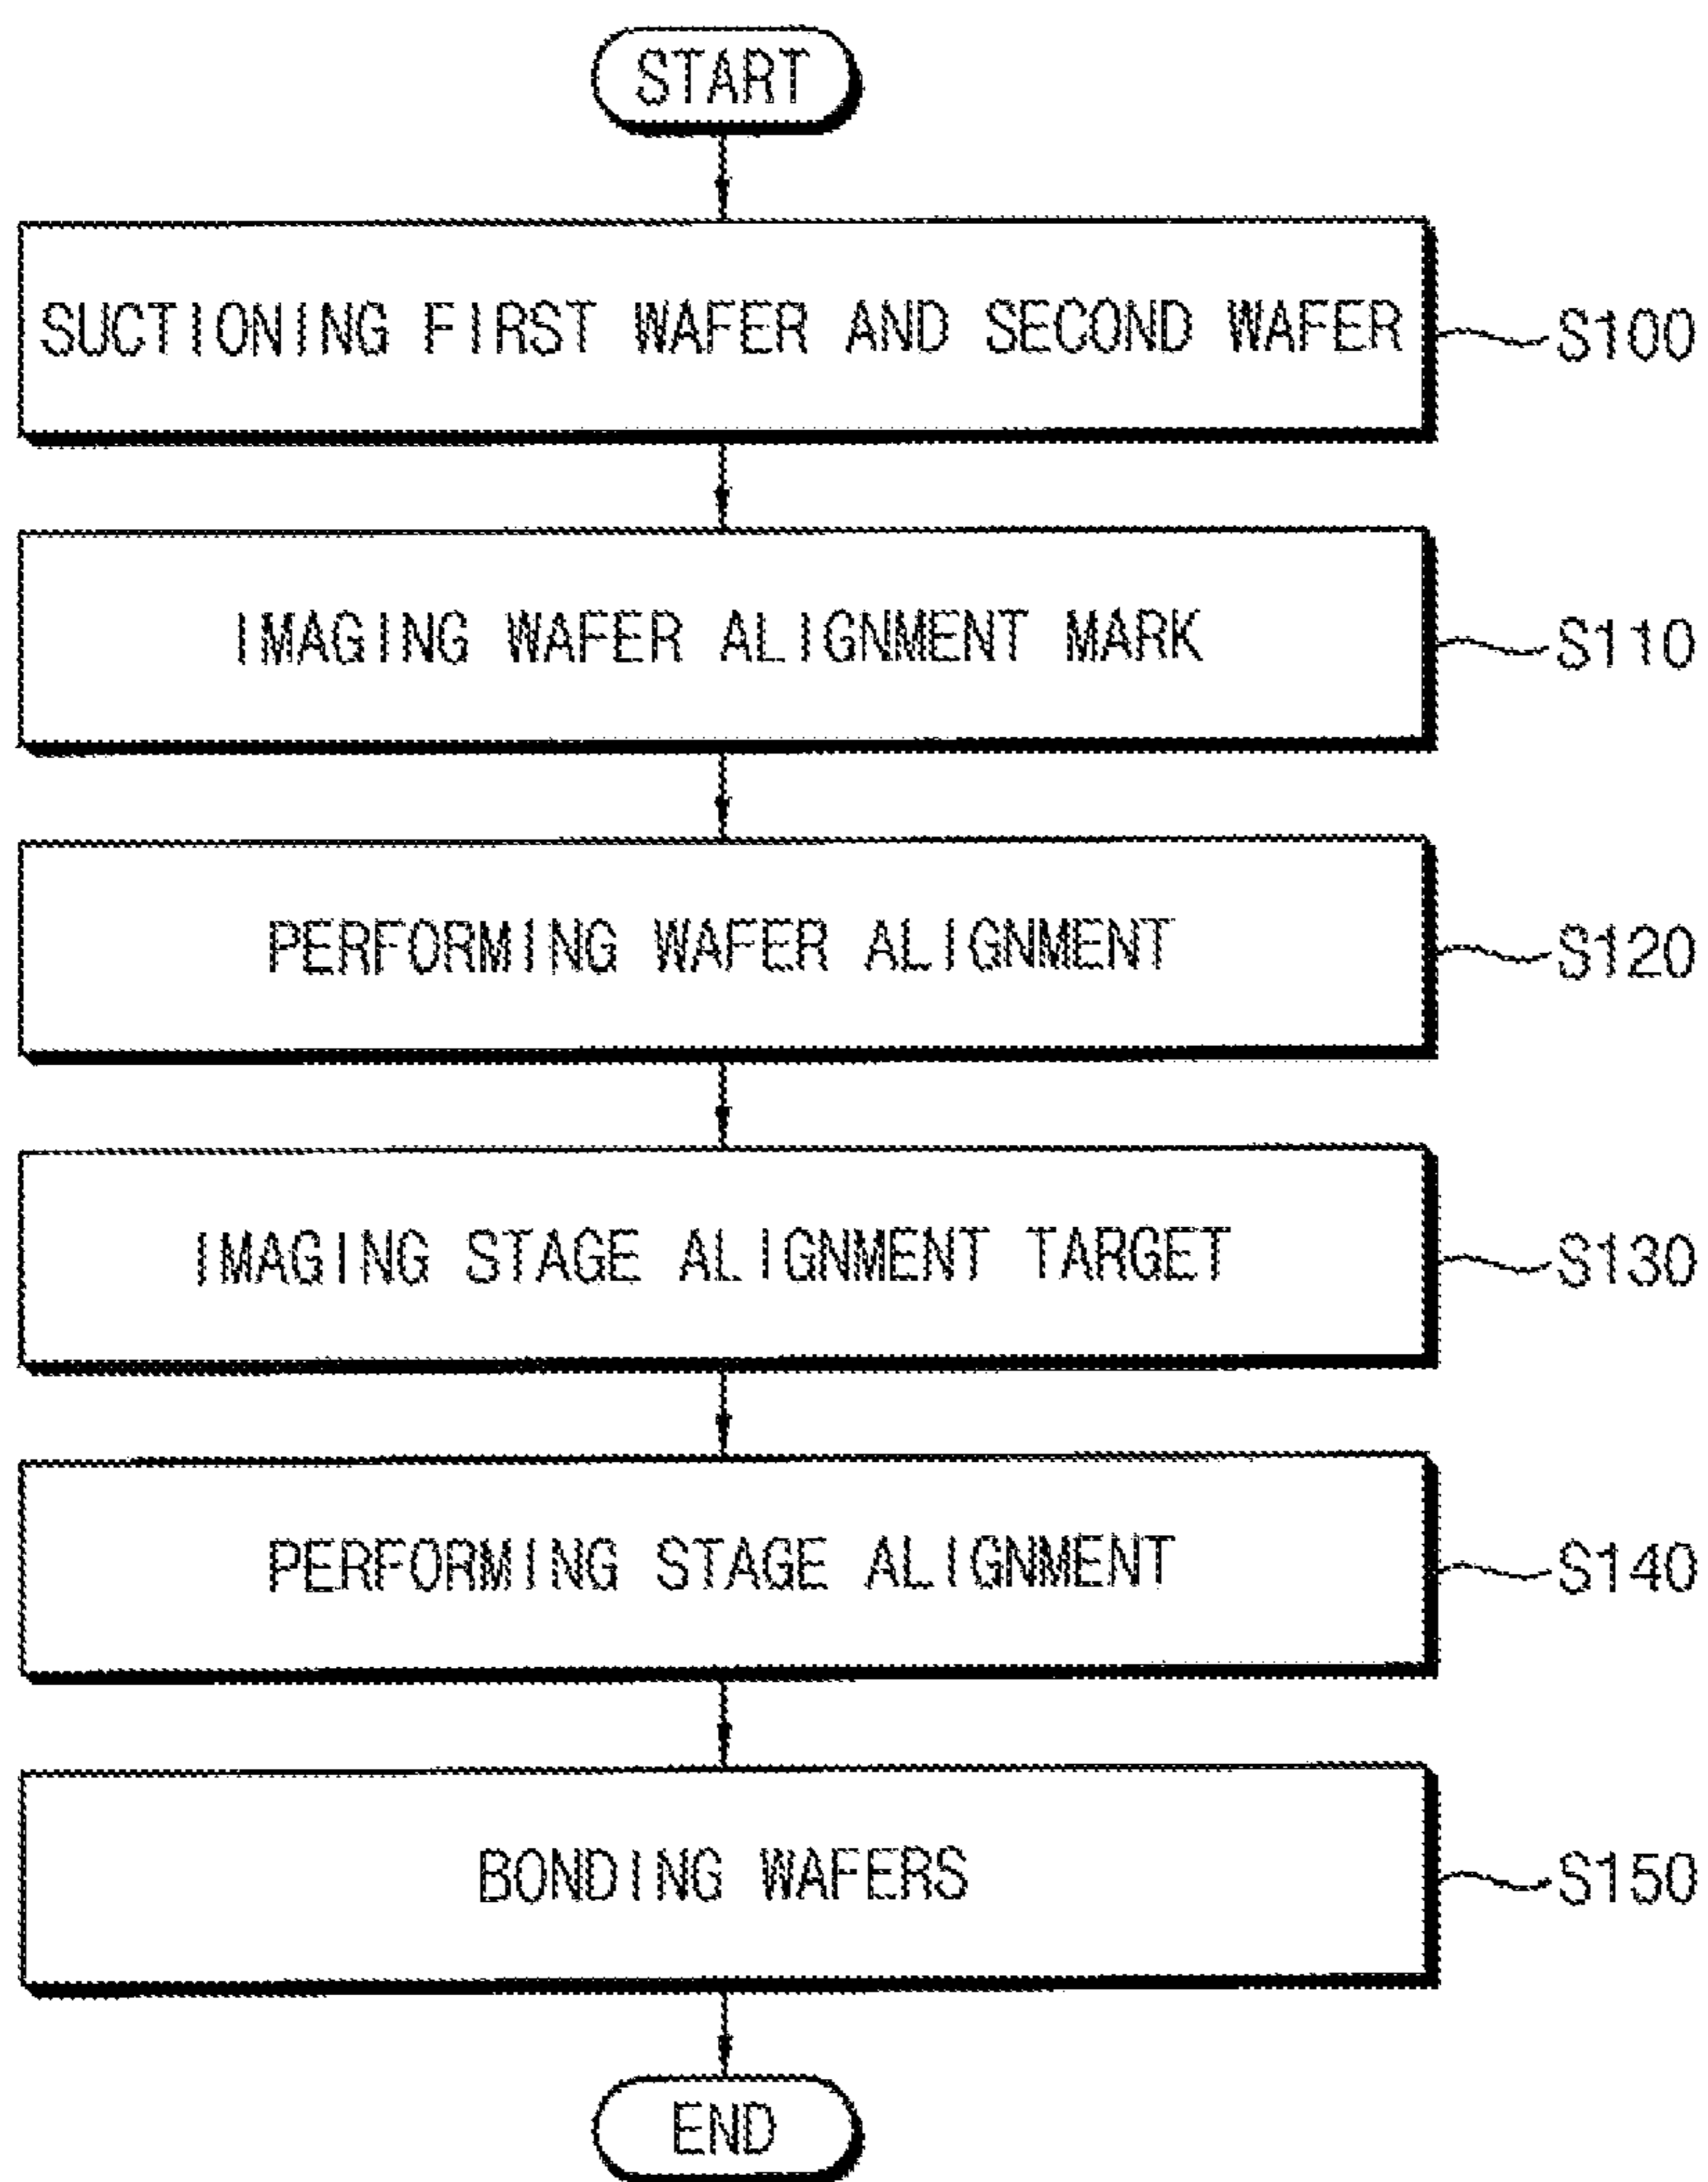 START
SUCTIONING FIRST WAFER AND SECOND WAFER
S100
IMAGING WAFER ALIGNMENT MARK
S110
PERFORMING WAFER ALIGNMENT
S120
IMAGING STAGE ALIGNMENT TARGET
S130
PERFORMING STAGE ALIGNMENT
S140
BONDING WAFERS
S150
END